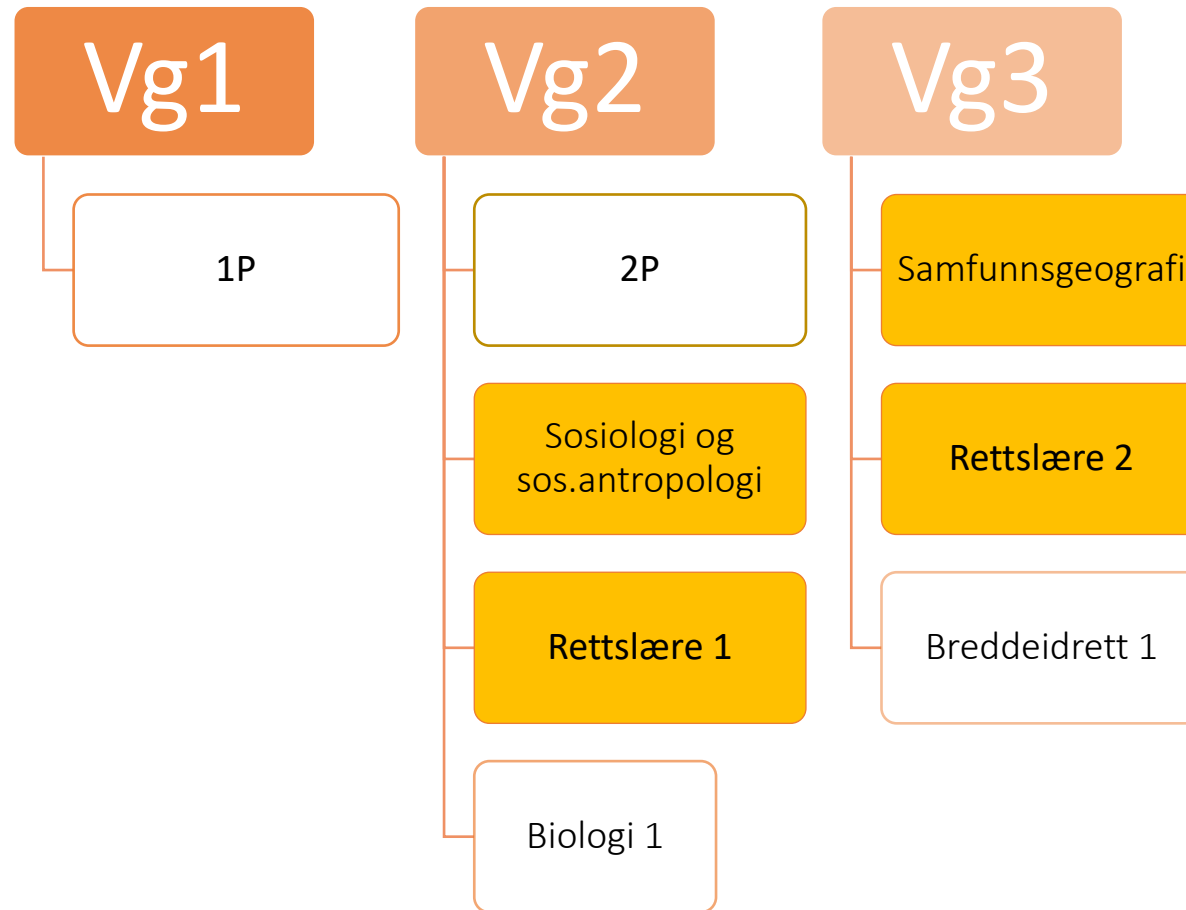 Vg1
1P
Vg2
2P
Sosiologi og
sos.antropologi
Rettslære 1
Biologi 1
Vg3
Samfunnsgeografi
Rettslære 2
Breddeidrett 1